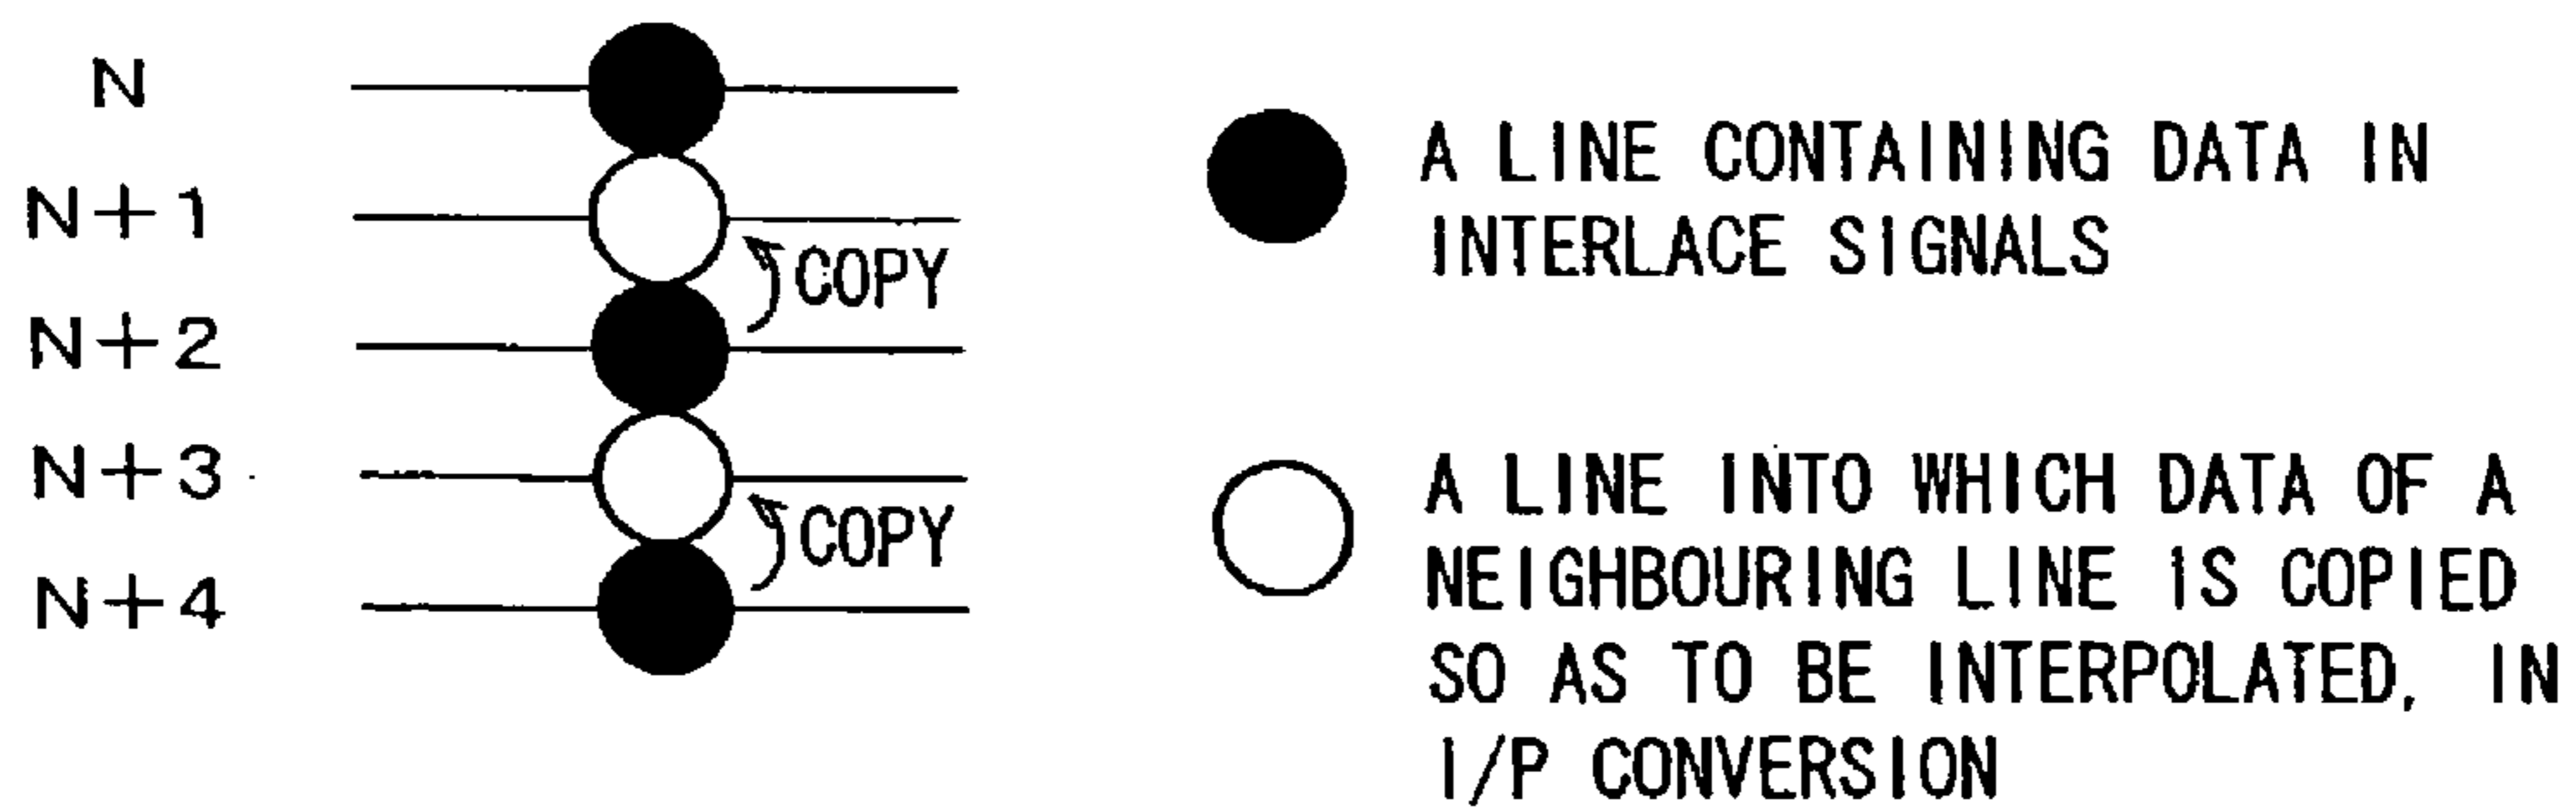 N
N+1
COPY
N+2
N+3
COPY
N+4
A LINE CONTAINING DATA IN
INTERLACE SIGNALS
A LINE INTO WHICH DATA OF A
NEIGHBOURING LINE IS COPIED
SO AS TO BE INTERPOLATED, IN
I/P CONVERSION